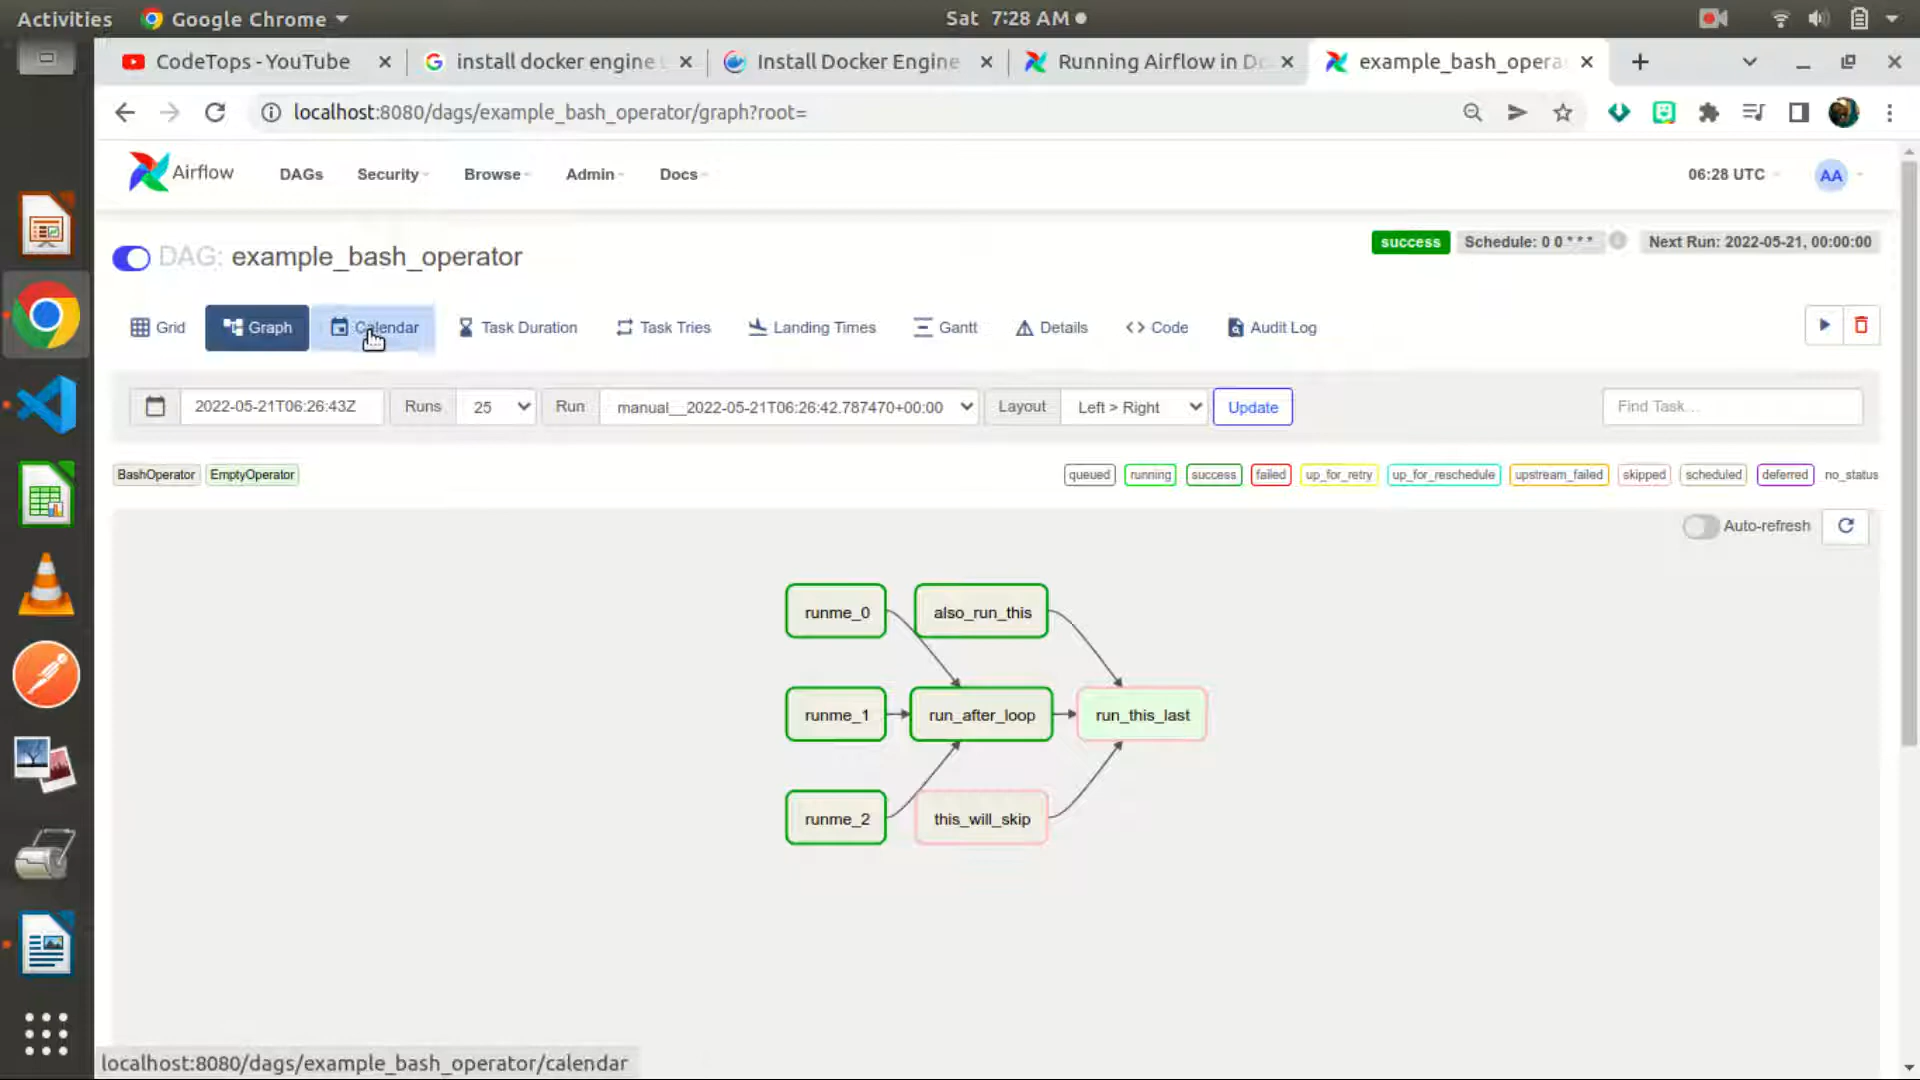 Activities Google Chrome Sat 7:28 AM
CodeTops - YouTube install docker engine Install Docker Engine Running Airflow in Do example_bash_opera
localhost:8080/dags/example_bash_operator/graph?root=
Airflow DAGs Security Browse Admin Docs 06:28 UTC AA
DAG: example_bash_operator success Schedule: 0 0 * * * Next Run: 2022-05-21, 00:00:00
Grid Graph Calendar Task Duration Task Tries Landing Times Gantt Details <> Code Audit Log
2022-05-21T06:26:43Z Runs 25 Run manual__2022-05-21T06:26:42.787470+00:00 Layout Left > Right Update Find Task...
BashOperator EmptyOperator queued running success failed up_for_retry up_for_reschedule upstream_failed skipped scheduled deferred no_status
Auto-refresh
runme_0 also_run_this
runme_1 run_after_loop run_this_last
runme_2 this_will_skip
localhost:8080/dags/example_bash_operator/calendar